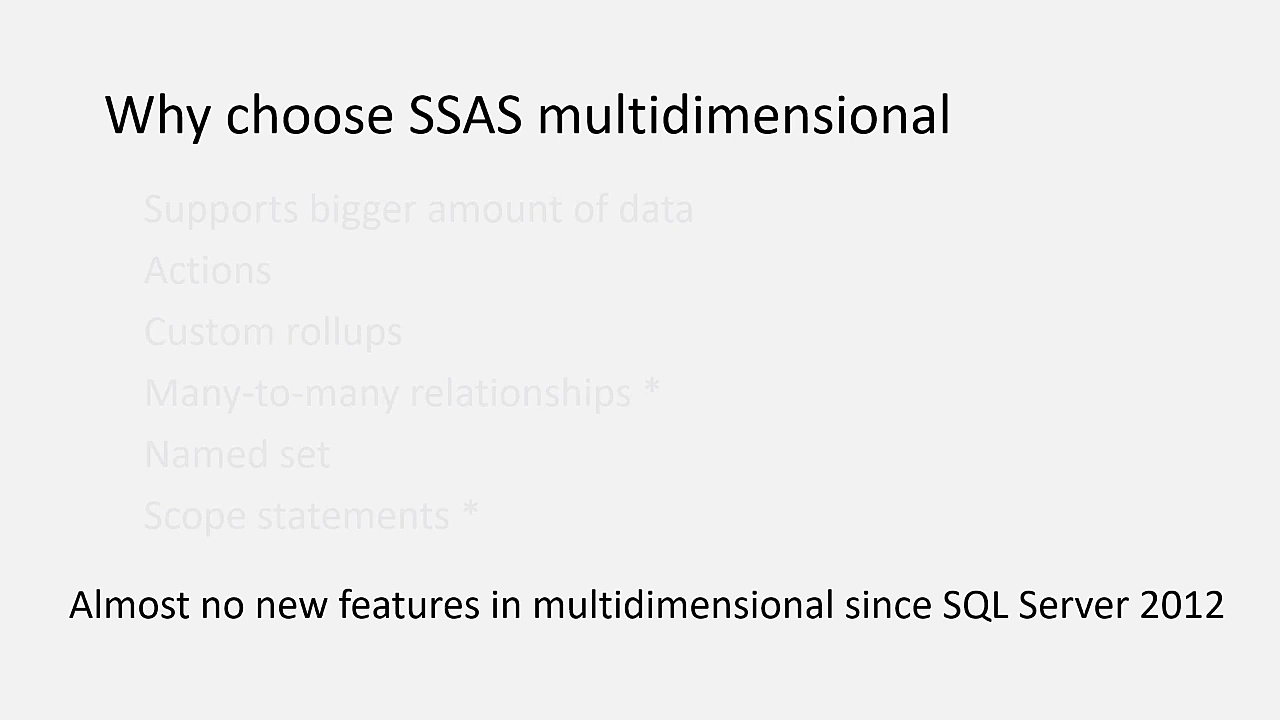 Why choose SSAS multidimensional
Supports bigger amount of data
Actions
Custom rollups
Many-to-many relationships *
Named set
Scope statements *
Almost no new features in multidimensional since SQL Server 2012